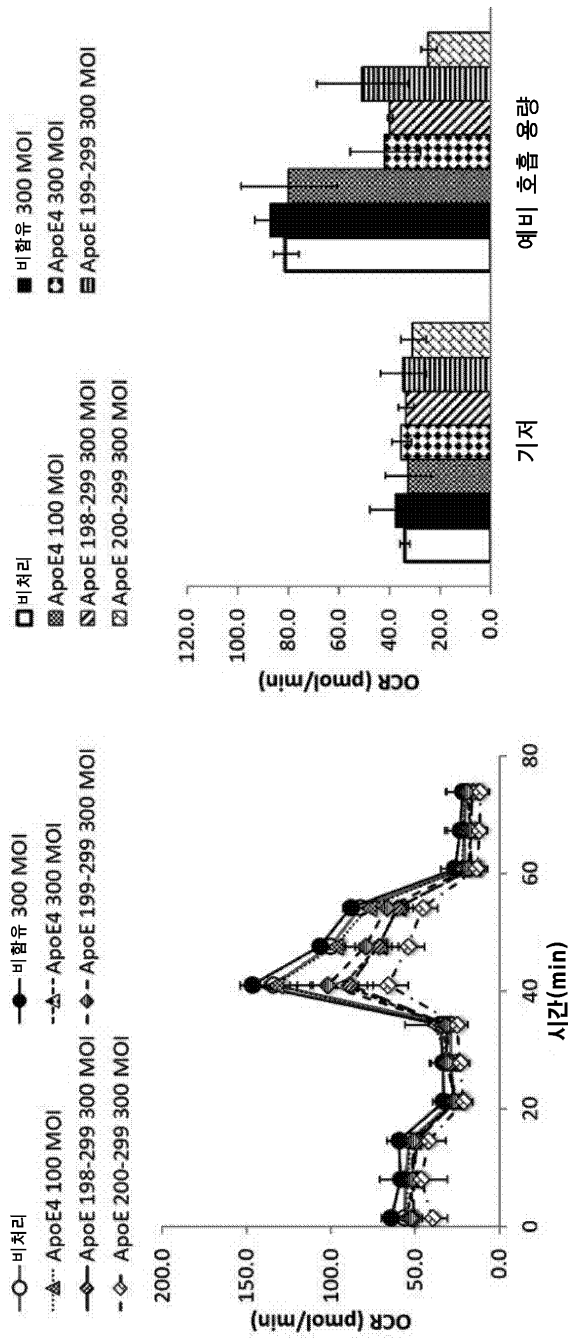 비처리 비함유 300 MOI
ApoE4 100 MOI ApoE4 300 MOI
ApoE 198-299 300 MOI ApoE 199-299 300 MOI
ApoE 200-299 300 MOI
200.0
150.0
100.0
50.0
0.0
OCR (pmol/min)
0 20 40 60 80
시간(min)
비처리 비함유 300 MOI
ApoE4 100 MOI ApoE4 300 MOI
ApoE 198-299 300 MOI ApoE 199-299 300 MOI
ApoE 200-299 300 MOI
120.0
100.0
80.0
60.0
40.0
20.0
0.0
OCR (pmol/min)
기저 예비 호흡 용량